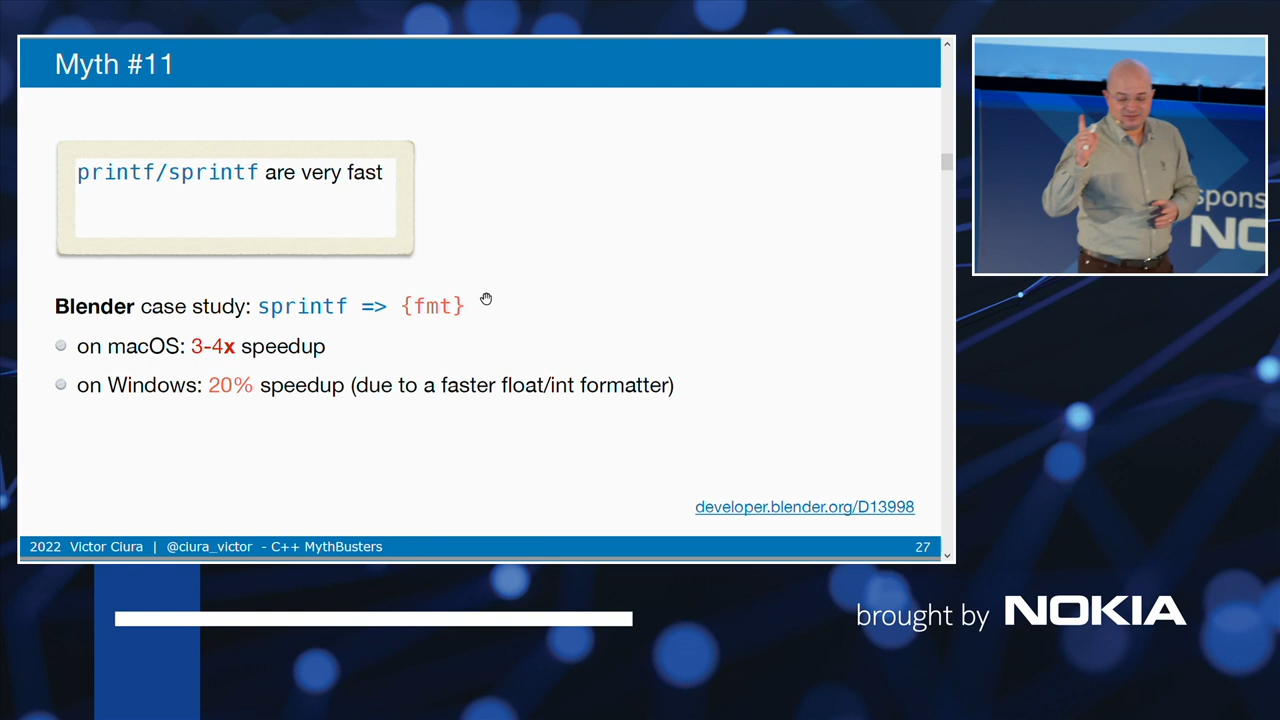 Myth #11
printf/sprintf are very fast
Blender case study: sprintf => {fmt}
on macOS: 3-4x speedup
on Windows: 20% speedup (due to a faster float/int formatter)
developer.blender.org/D13998
2022 Victor Ciura | @ciura_victor - C++ MythBusters
27
spons
NO
brought by NOKIA